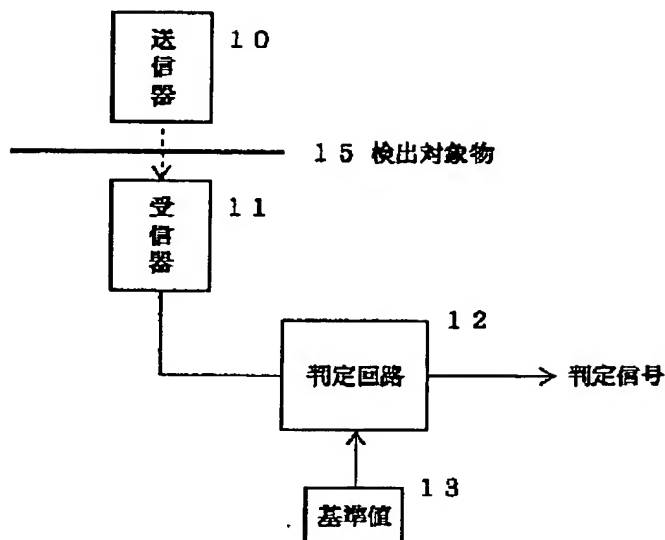 送信器
１０
１５ 検出対象物
受信器
１１
１２
判定回路
判定信号
１３
基準値